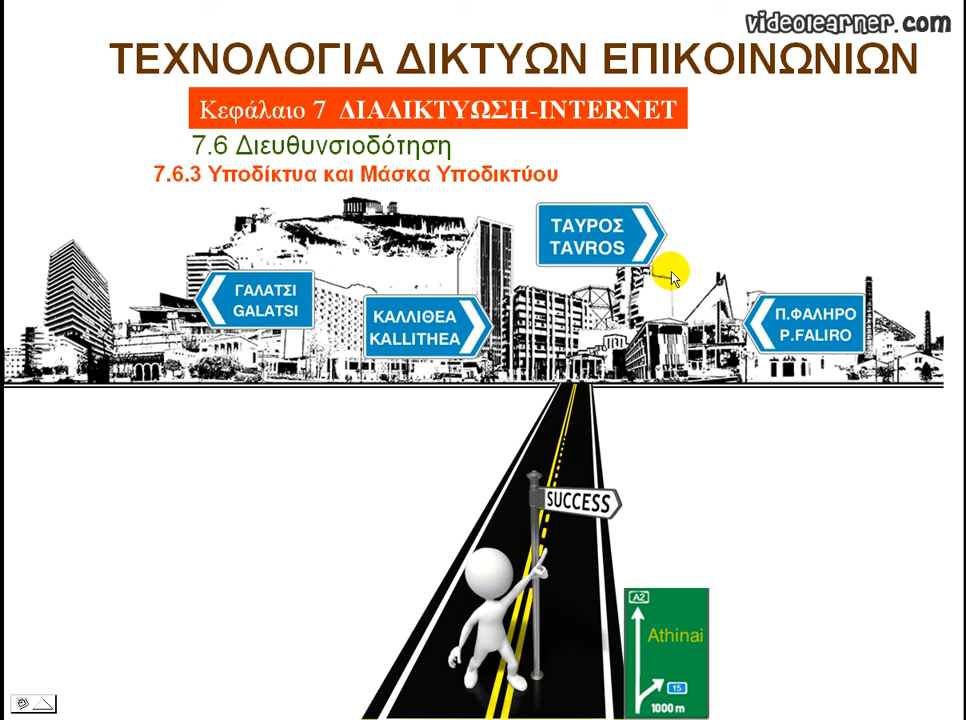 videolearner.com
ΤΕΧΝΟΛΟΓΙΑ ΔΙΚΤΥΩΝ ΕΠΙΚΟΙΝΩΝΙΩΝ
Κεφάλαιο 7 ΔΙΑΔΙΚΤΥΩΣΗ-INTERNET
7.6 Διευθυνσιοδότηση
7.6.3 Υποδίκτυα και Μάσκα Υποδικτύου
ΤΑΥΡΟΣ
TAVROS
ΓΑΛΑΤΣΙ
GALATSI
ΚΑΛΛΙΘΕΑ
KALLITHEA
Π.ΦΑΛΗΡΟ
P.FALIRO
SUCCESS
A2
Athinai
15
1000 m